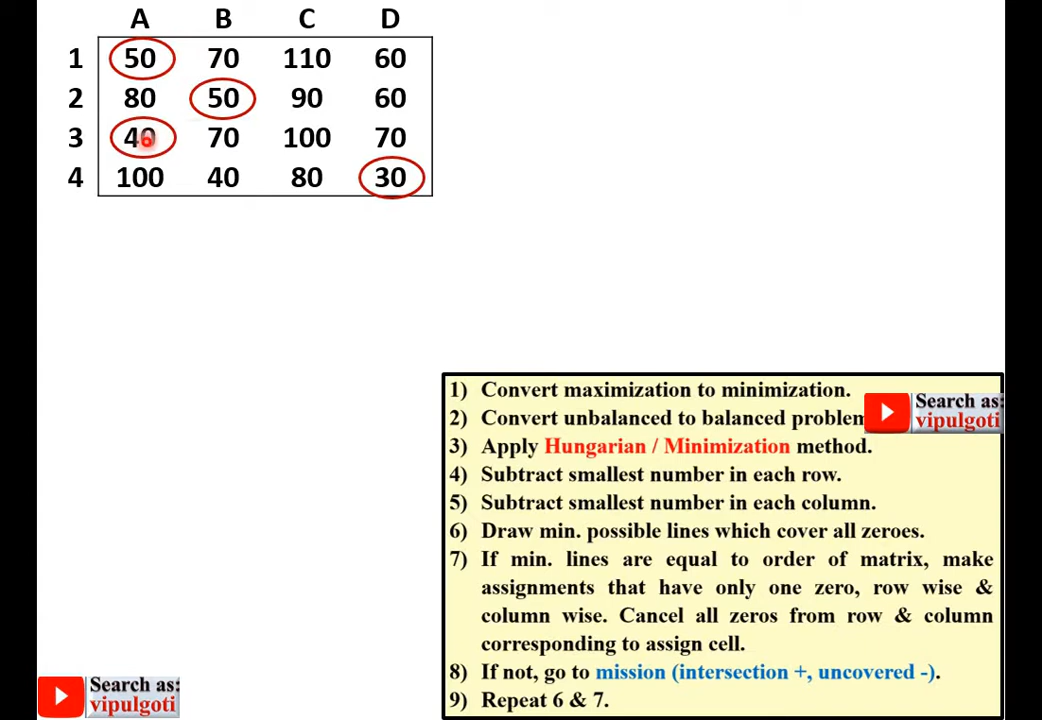 A B C D
1 50 70 110 60
2 80 50 90 60
3 40 70 100 70
4 100 40 80 30
1) Convert maximization to minimization.
2) Convert unbalanced to balanced problem
3) Apply Hungarian / Minimization method.
4) Subtract smallest number in each row.
5) Subtract smallest number in each column.
6) Draw min. possible lines which cover all zeroes.
7) If min. lines are equal to order of matrix, make
assignments that have only one zero, row wise &
column wise. Cancel all zeros from row & column
corresponding to assign cell.
8) If not, go to mission (intersection +, uncovered -).
9) Repeat 6 & 7.
Search as:
vipulgoti
Search as:
vipulgoti